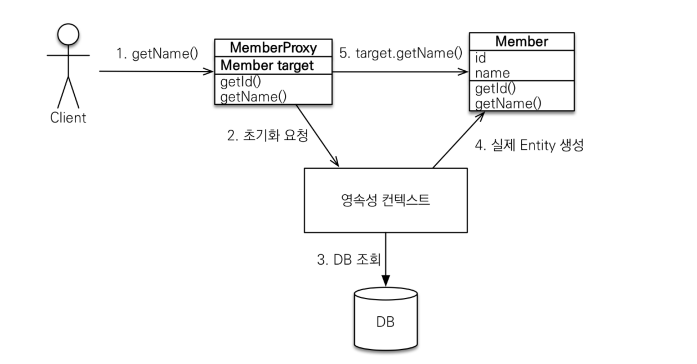 1. getName()
MemberProxy
Member target
getId()
getName()
5. target.getName()
Member
id
name
getId()
getName()
Client
2. 초기화 요청
4. 실제 Entity 생성
영속성 컨텍스트
3. DB 조회
DB